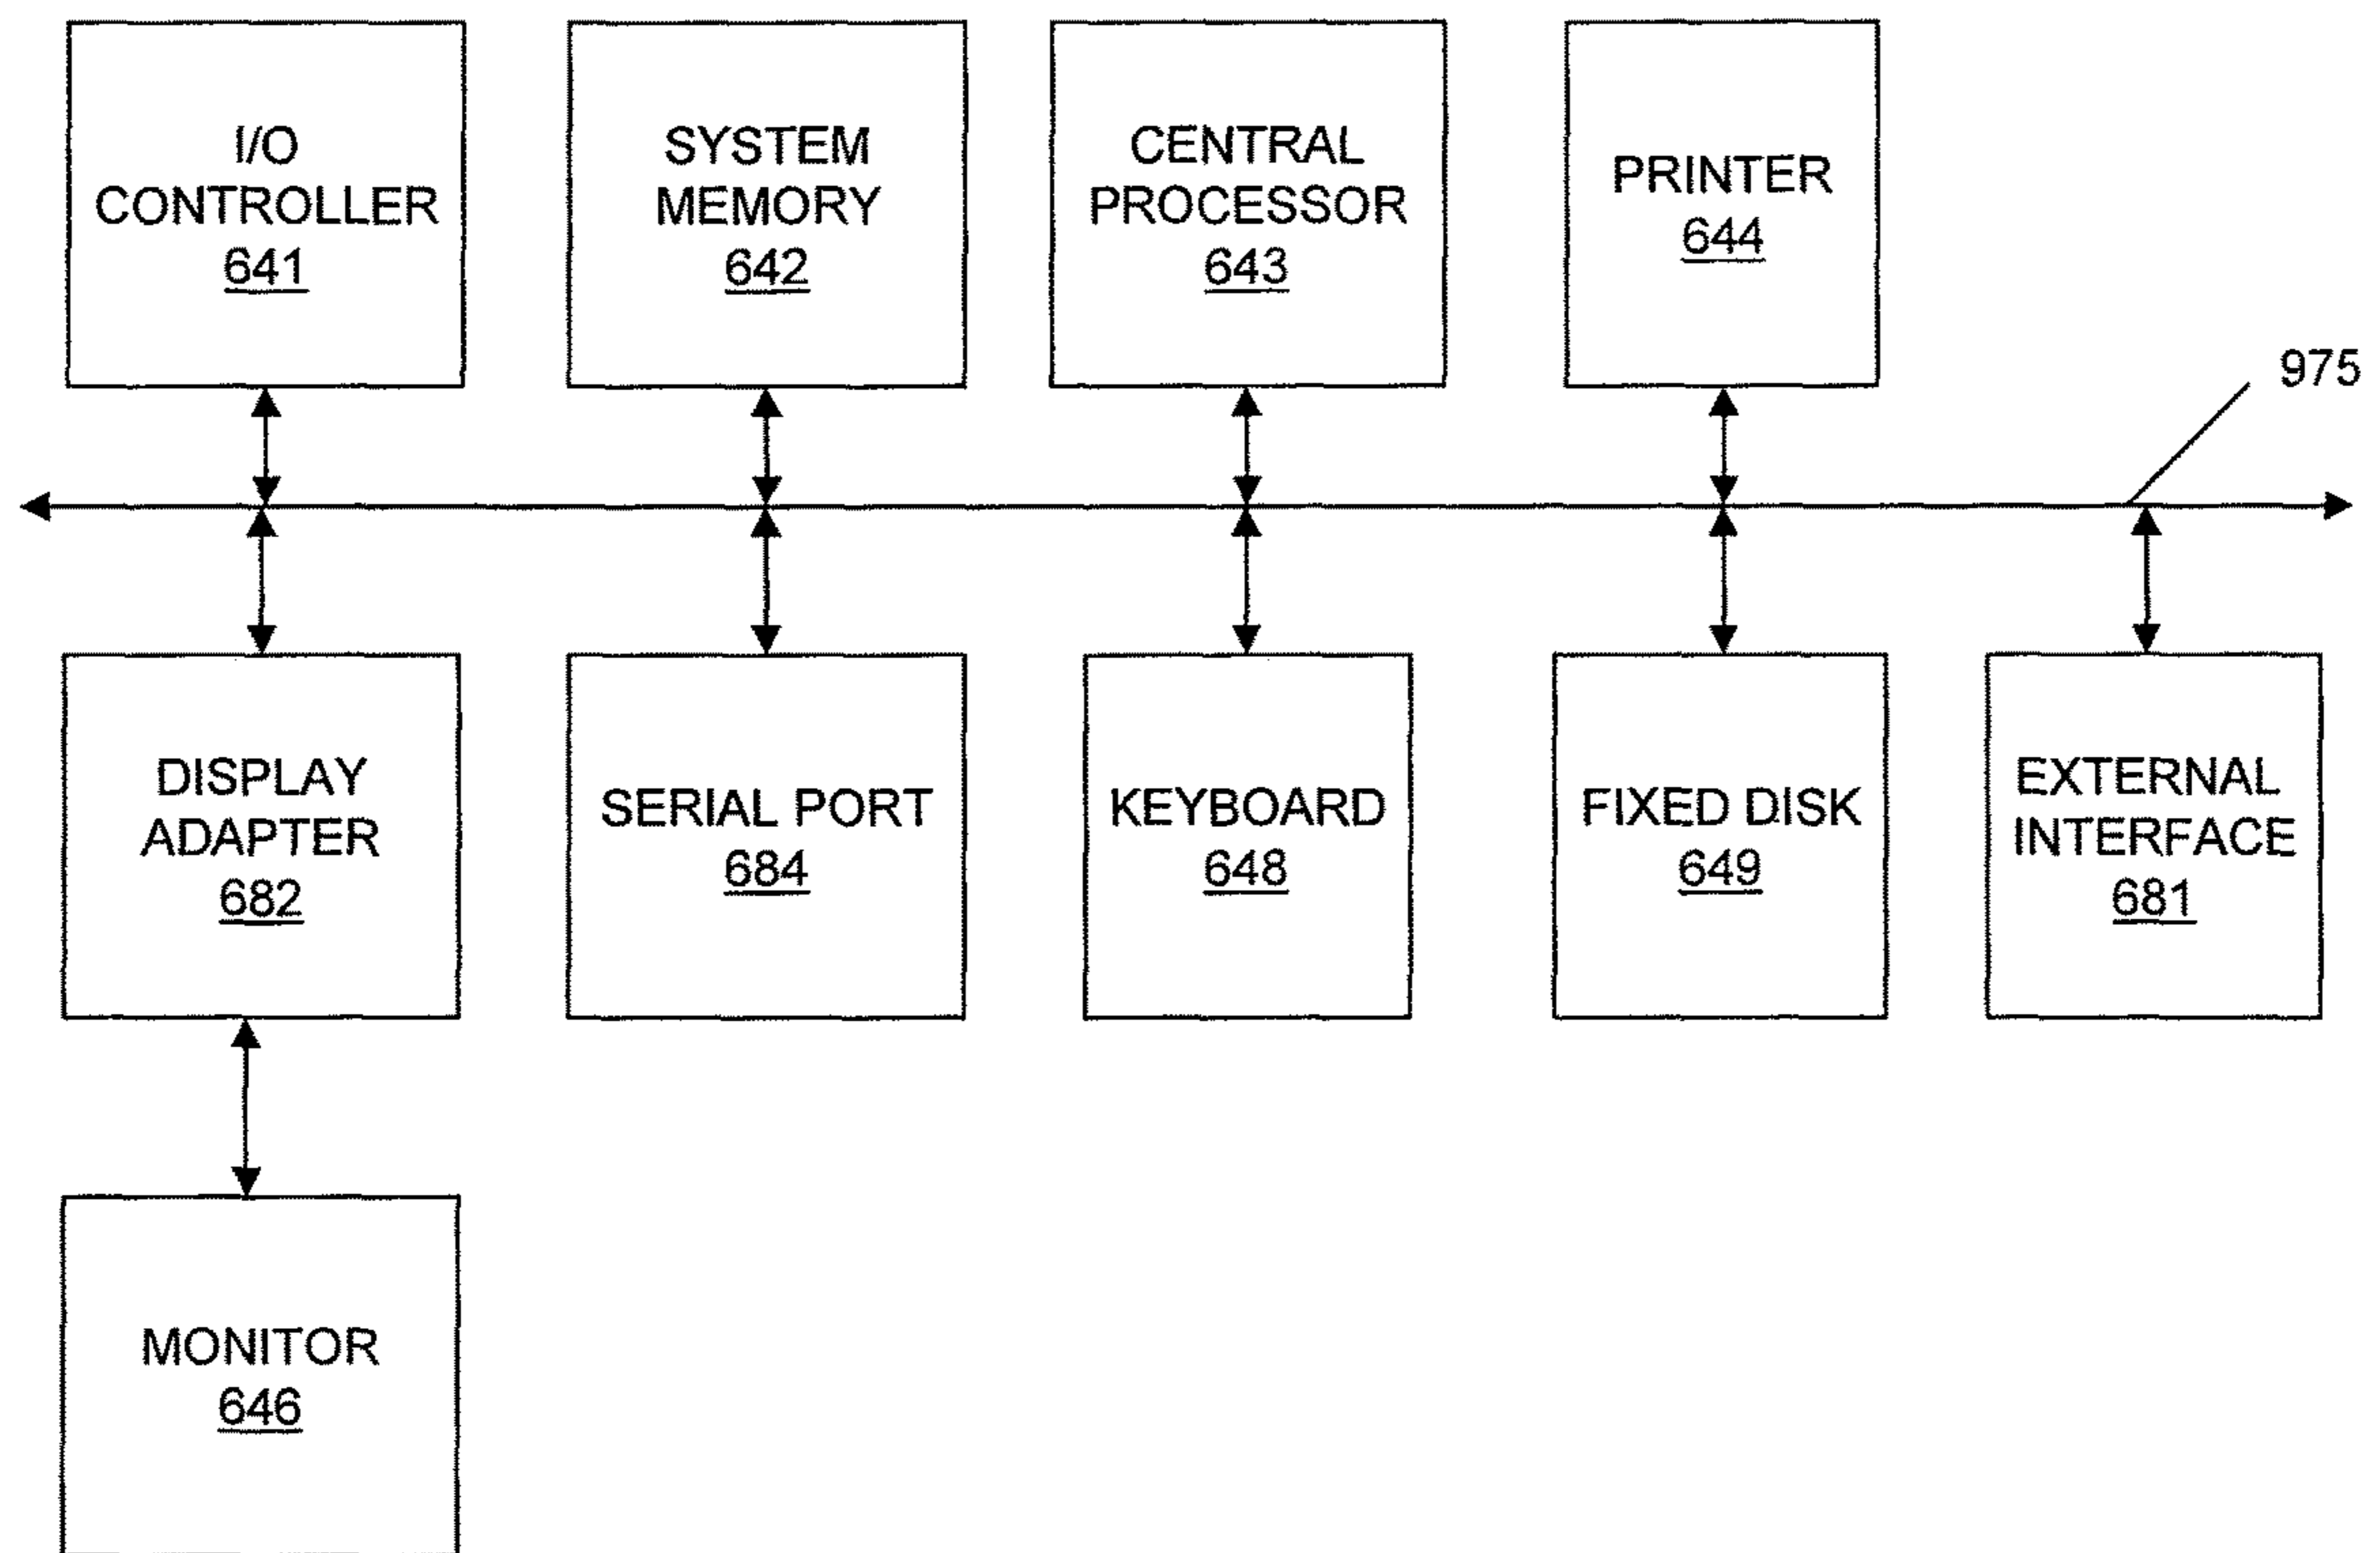 I/O
CONTROLLER
641
SYSTEM
MEMORY
642
CENTRAL
PROCESSOR
643
PRINTER
644
975
DISPLAY
ADAPTER
682
SERIAL PORT
684
KEYBOARD
648
FIXED DISK
649
EXTERNAL
INTERFACE
681
MONITOR
646